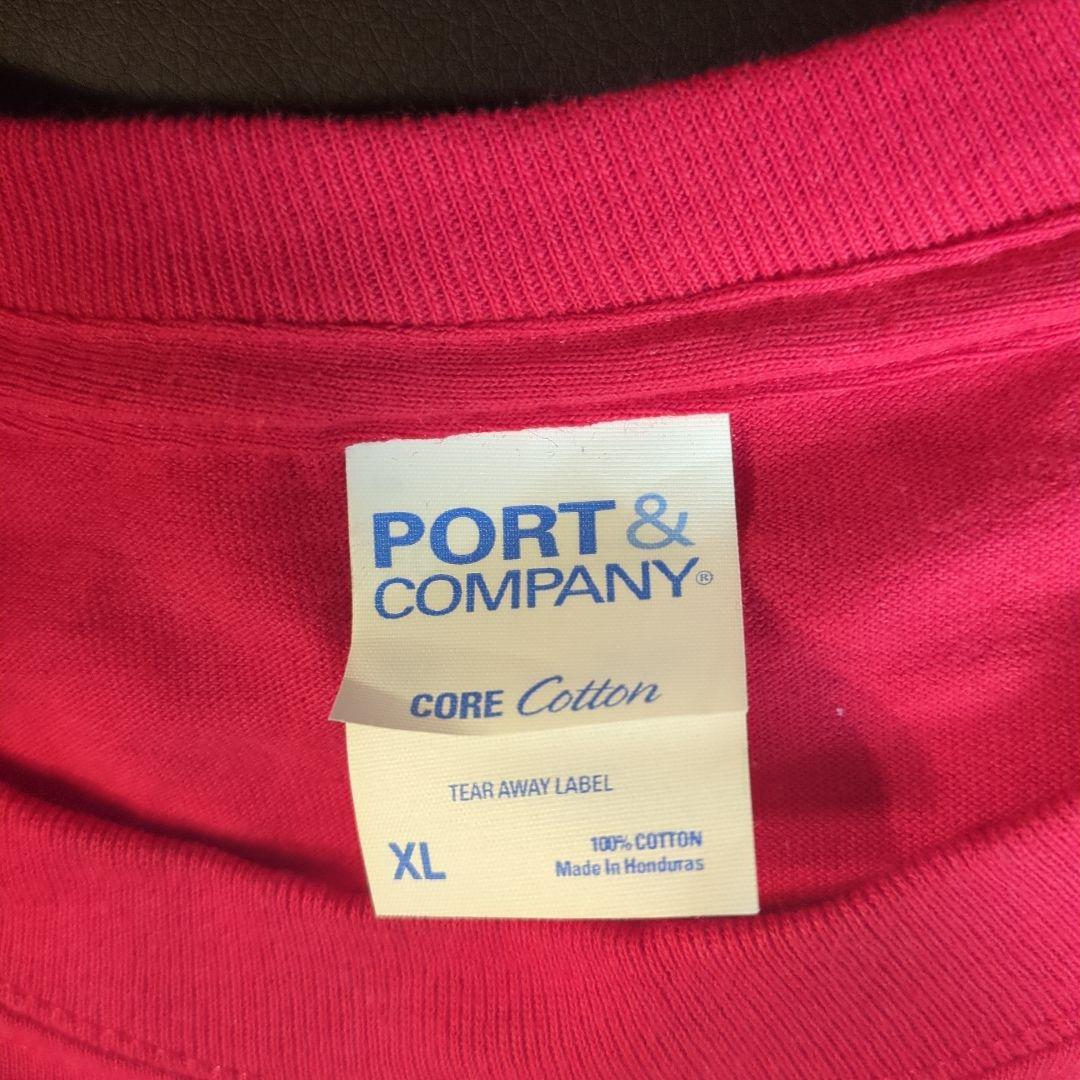 PORT &
COMPANY®
CORE Cotton
TEAR AWAY LABEL
XL
100% COTTON
Made In Honduras